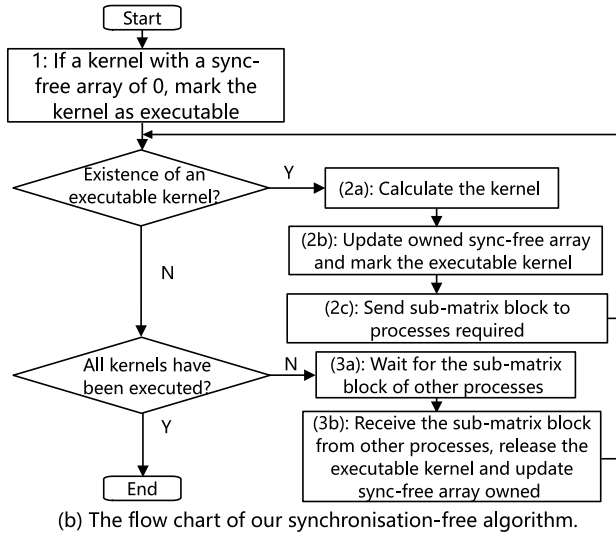 Start
1: If a kernel with a sync-
free array of 0, mark the
kernel as executable
Existence of an
executable kernel?
Y
(2a): Calculate the kernel
(2b): Update owned sync-free array
and mark the executable kernel
N
(2c): Send sub-matrix block to
processes required
All kernels have
been executed?
N
(3a): Wait for the sub-matrix
block of other processes
Y
(3b): Receive the sub-matrix block
from other processes, release the
executable kernel and update
sync-free array owned
End
(b) The flow chart of our synchronisation-free algorithm.